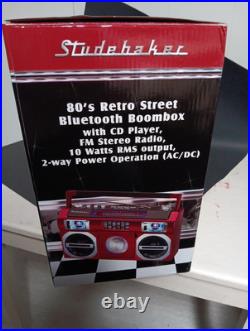 Studebaker
80's Retro Street
Bluetooth Boombox
with CD Player,
FM Stereo Radio,
10 Watts RMS output,
2-way Power Operation (AC/DC)